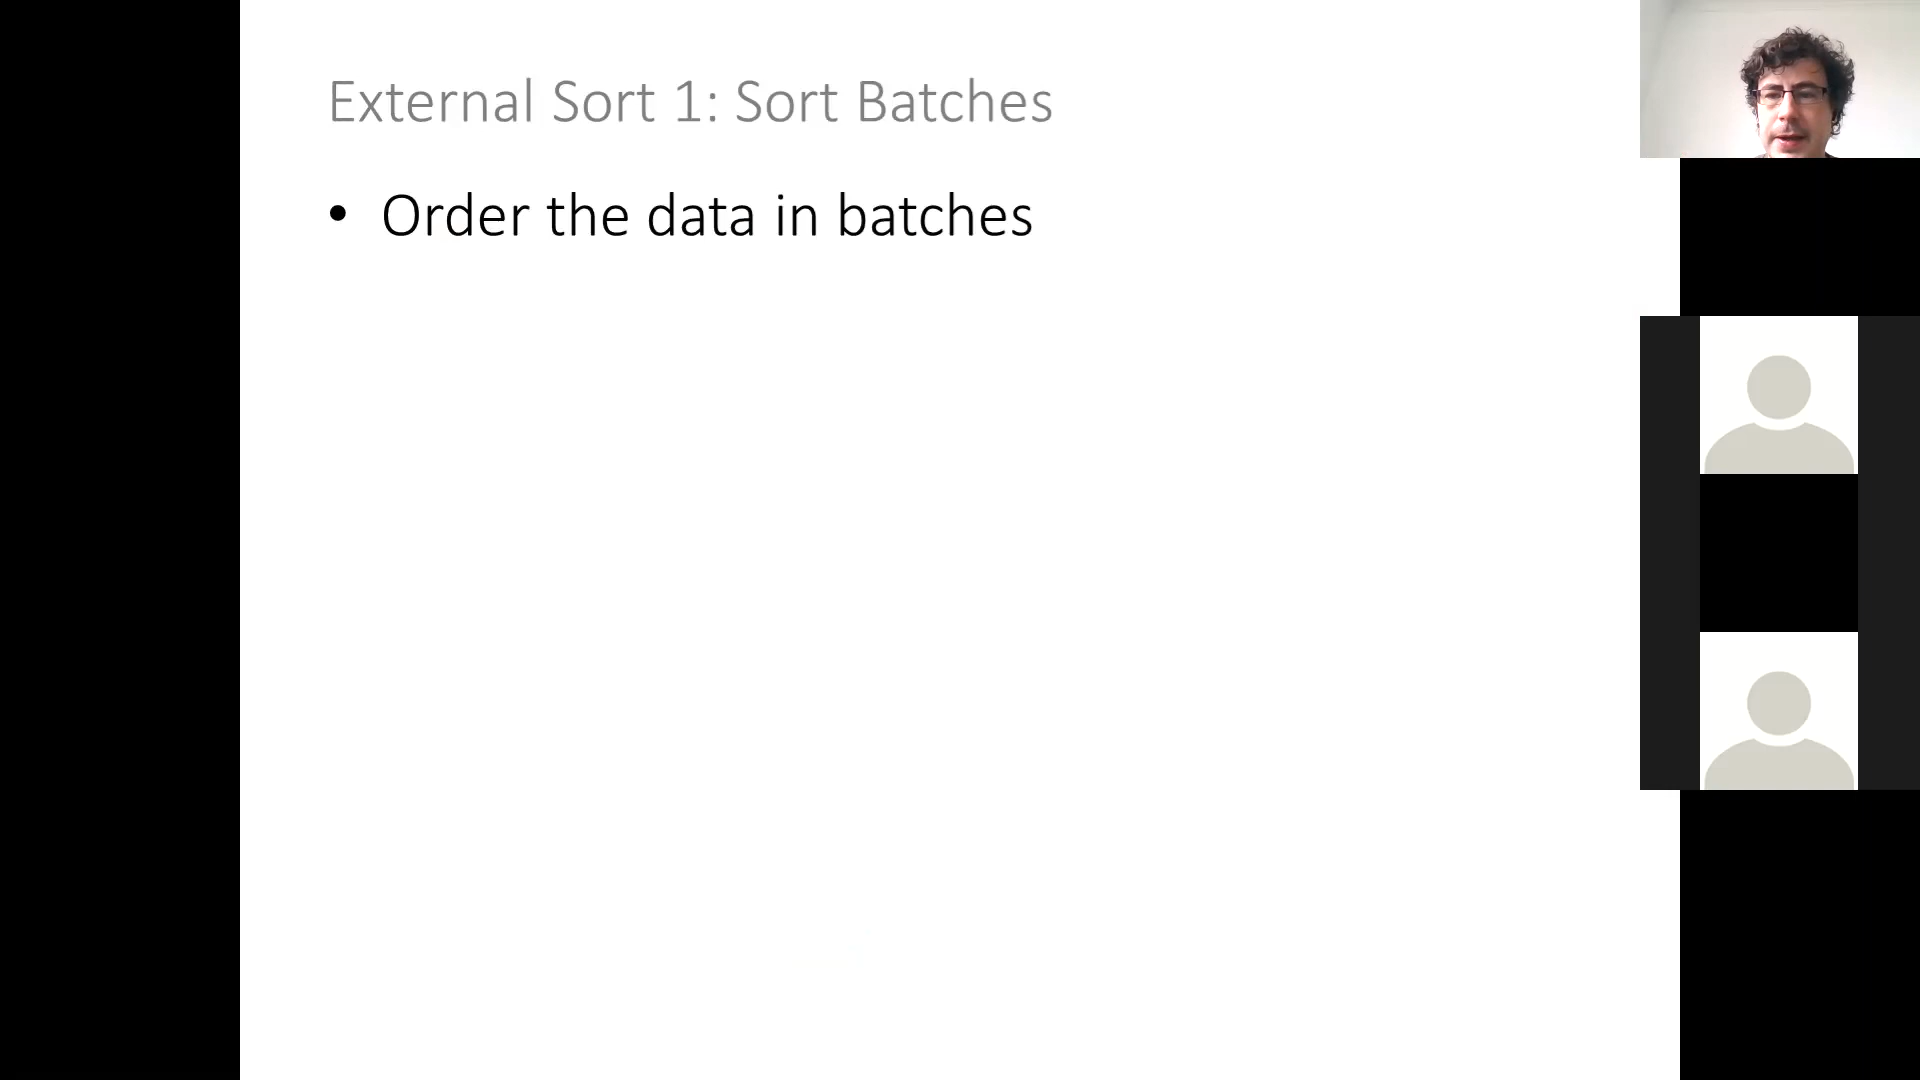 External Sort 1: Sort Batches
• Order the data in batches